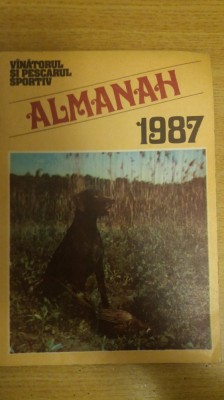 VÎNĂTORUL
ȘI PESCARUL
SPORTIV
ALMANAH
1987